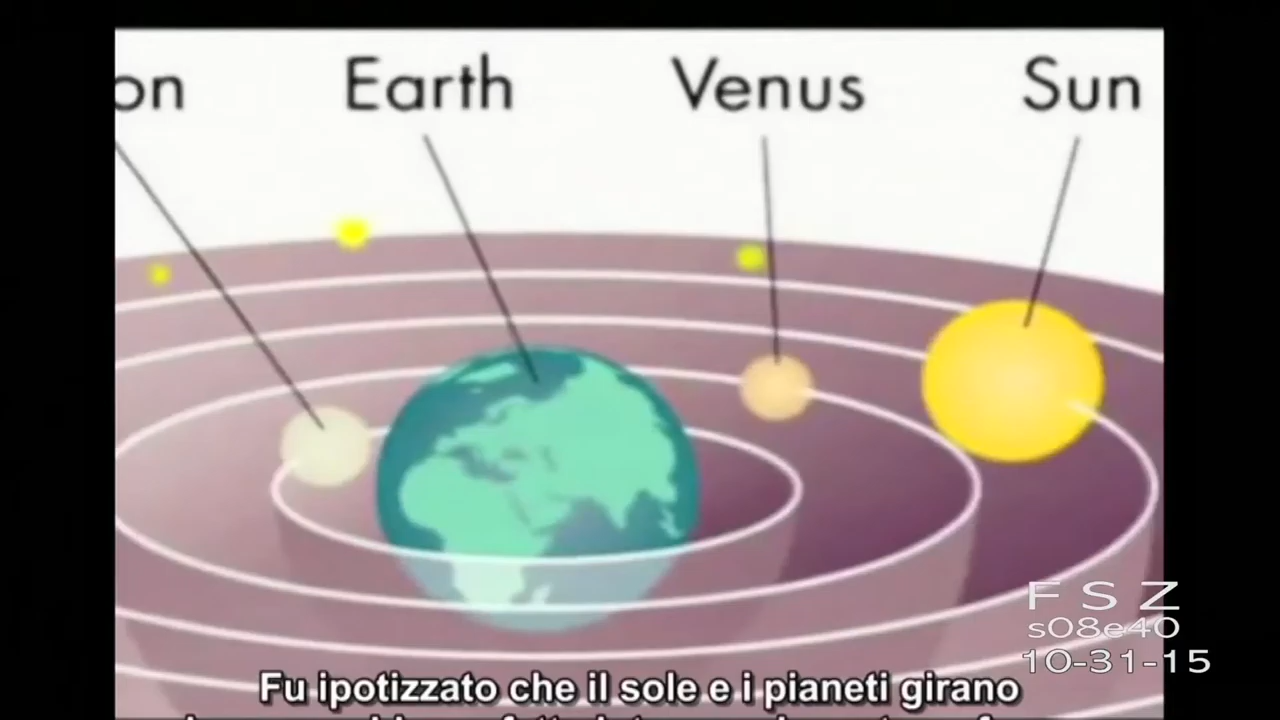 on Earth Venus Sun
F S Z
s08e40
10-31-15
Fu ipotizzato che il sole e i pianeti girano